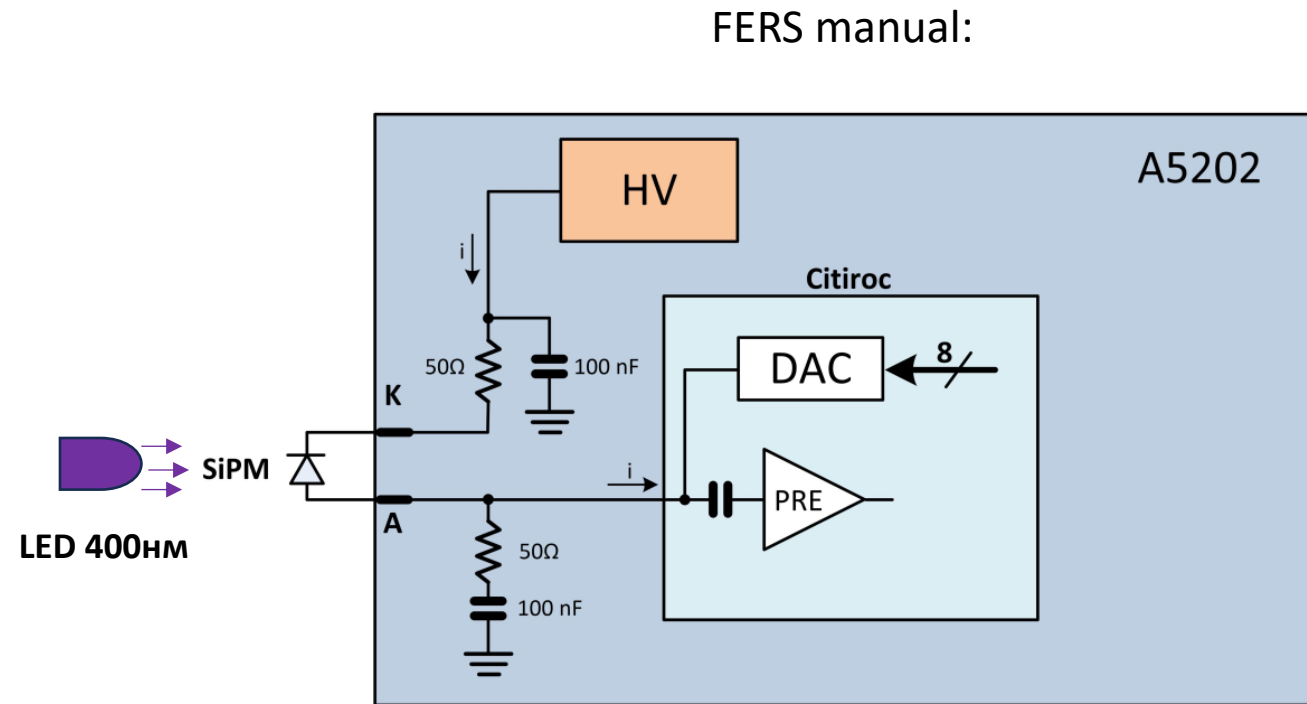 FERS manual:
A5202
HV
i
Citiroc
50Ω
100 nF
DAC
8
K
SiPM
i
PRE
A
LED 400нм
50Ω
100 nF